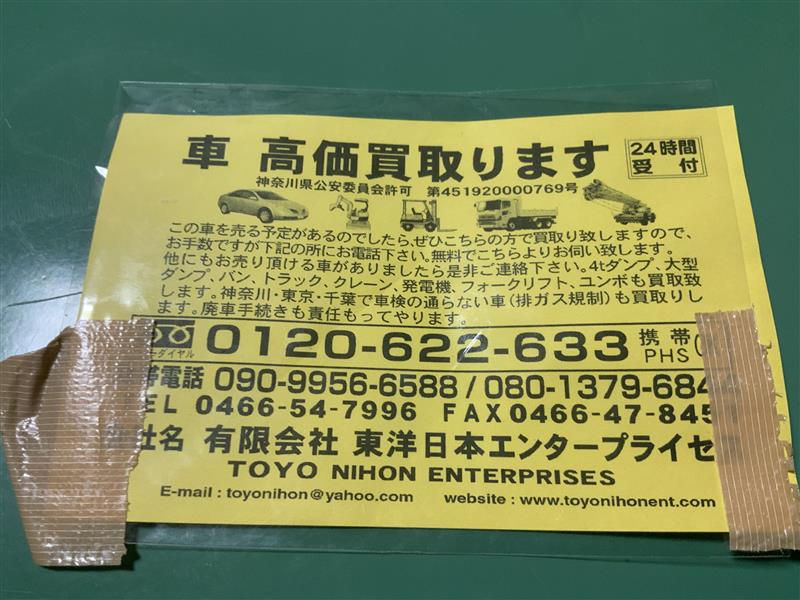 車 高価買取ります
24時間
受付
神奈川県公安委員会許可 第451920000769号
この車を売る予定があるのでしたら、ぜひこちらの方で買取り致しますので、
お手数ですが下記の所にお電話下さい。無料でこちらよりお伺い致します。
他にもお売り頂ける車がありましたら是非ご連絡下さい。4tダンプ、大型
ダンプ、バン、トラック、クレーン、発電機、フォークリフト、ユンボも買取致
します。神奈川・東京・千葉で車検の通らない車(排ガス規制)も買取りし
ます。廃車手続きも責任もってやります。
ーダイヤル 0120-622-633 携帯
PHS
帯電話 090-9956-6588 / 080-1379-684
EL 0466-54-7996 FAX0466-47-845
社名 有限会社 東洋日本エンタープライゼ
TOYO NIHON ENTERPRISES
E-mail : toyonihon@yahoo.com website : www.toyonihonent.com